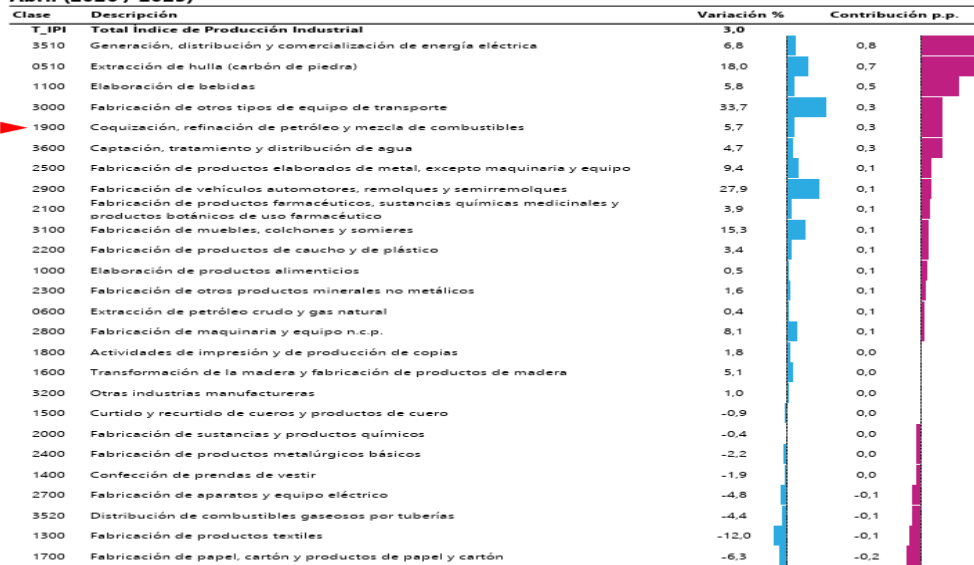 Clase Descripción Variación % Contribución p.p.
T_IPI Total Índice de Producción Industrial 3,0
3510 Generación, distribución y comercialización de energía eléctrica 6,8 0,8
0510 Extracción de hulla (carbón de piedra) 18,0 0,7
1100 Elaboración de bebidas 5,8 0,5
3000 Fabricación de otros tipos de equipo de transporte 33,7 0,3
1900 Coquización, refinación de petróleo y mezcla de combustibles 5,7 0,3
3600 Captación, tratamiento y distribución de agua 4,7 0,3
2500 Fabricación de productos elaborados de metal, excepto maquinaria y equipo 9,4 0,1
2900 Fabricación de vehículos automotores, remolques y semirremolques 27,9 0,1
2100 Fabricación de productos farmacéuticos, sustancias químicas medicinales y
productos botánicos de uso farmacéutico 3,9 0,1
3100 Fabricación de muebles, colchones y somieres 15,3 0,1
2200 Fabricación de productos de caucho y de plástico 3,4 0,1
1000 Elaboración de productos alimenticios 0,5 0,1
2300 Fabricación de otros productos minerales no metálicos 1,6 0,1
0600 Extracción de petróleo crudo y gas natural 0,4 0,1
2800 Fabricación de maquinaria y equipo n.c.p. 8,1 0,1
1800 Actividades de impresión y de producción de copias 1,8 0,0
1600 Transformación de la madera y fabricación de productos de madera 5,1 0,0
3200 Otras industrias manufactureras 1,0 0,0
1500 Curtido y recurtido de cueros y productos de cuero -0,9 0,0
2000 Fabricación de sustancias y productos químicos -0,4 0,0
2400 Fabricación de productos metalúrgicos básicos -2,2 0,0
1400 Confección de prendas de vestir -1,9 0,0
2700 Fabricación de aparatos y equipo eléctrico -4,8 -0,1
3520 Distribución de combustibles gaseosos por tuberías -4,4 -0,1
1300 Fabricación de productos textiles -12,0 -0,1
1700 Fabricación de papel, cartón y productos de papel y cartón -6,3 -0,2